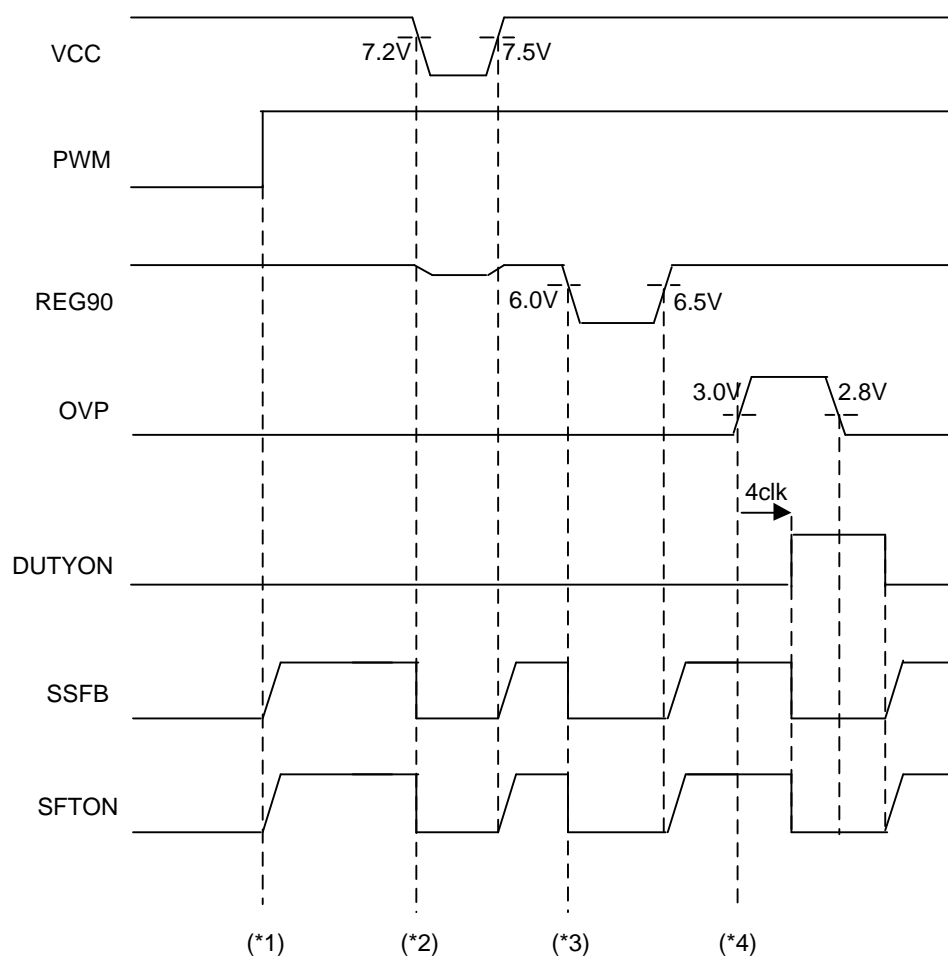 VCC
7.2V
7.5V
PWM
REG90
6.0V
6.5V
OVP
3.0V
2.8V
4clk
DUTYON
SSFB
SFTON
(*1)
(*2)
(*3)
(*4)